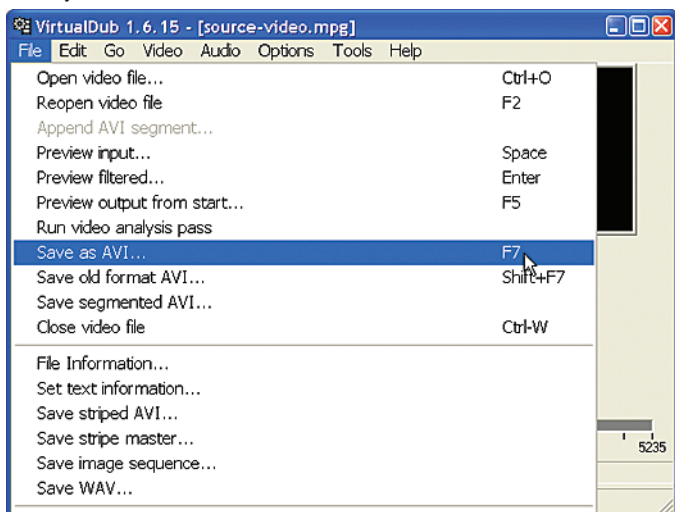 VirtualDub 1.6.15 - [source-video.mpg]
File Edit Go Video Audio Options Tools Help
Open video file... Ctrl+O
Reopen video file F2
Append AVI segment...
Preview input... Space
Preview filtered... Enter
Preview output from start... F5
Run video analysis pass
Save as AVI... F7
Save old format AVI... Shift+F7
Save segmented AVI...
Close video file Ctrl-W
File Information...
Set text information...
Save striped AVI...
Save stripe master...
5235
Save image sequence...
Save WAV...